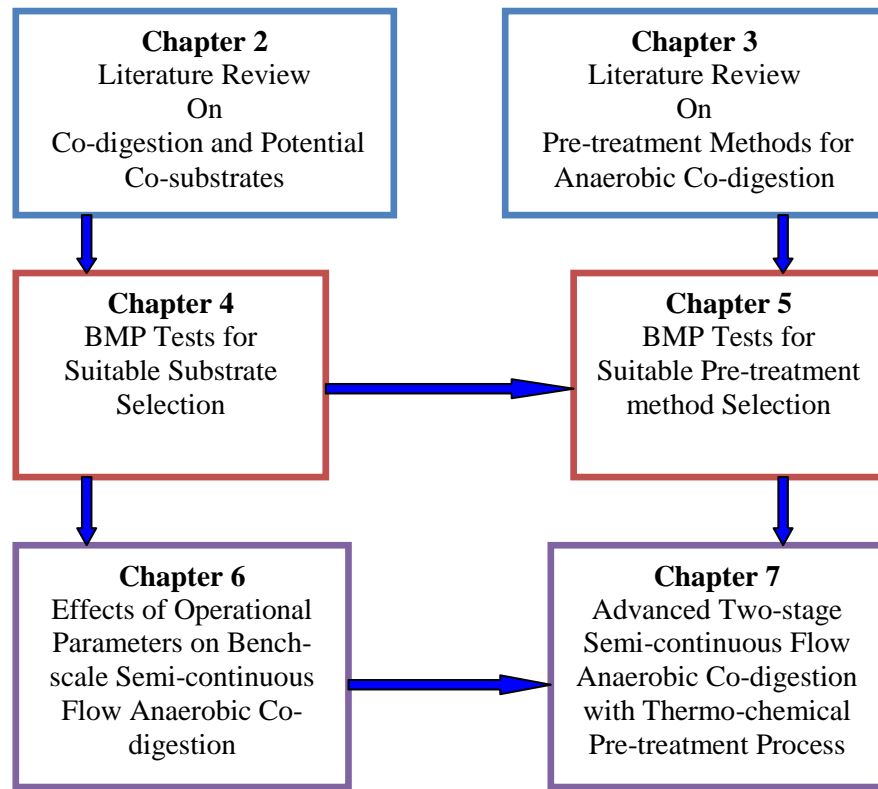 Chapter 2
Literature Review
On
Co-digestion and Potential
Co-substrates
Chapter 3
Literature Review
On
Pre-treatment Methods for
Anaerobic Co-digestion
Chapter 4
BMP Tests for
Suitable Substrate
Selection
Chapter 5
BMP Tests for
Suitable Pre-treatment
method Selection
Chapter 6
Effects of Operational
Parameters on Bench-
scale Semi-continuous
Flow Anaerobic Co-
digestion
Chapter 7
Advanced Two-stage
Semi-continuous Flow
Anaerobic Co-digestion
with Thermo-chemical
Pre-treatment Process